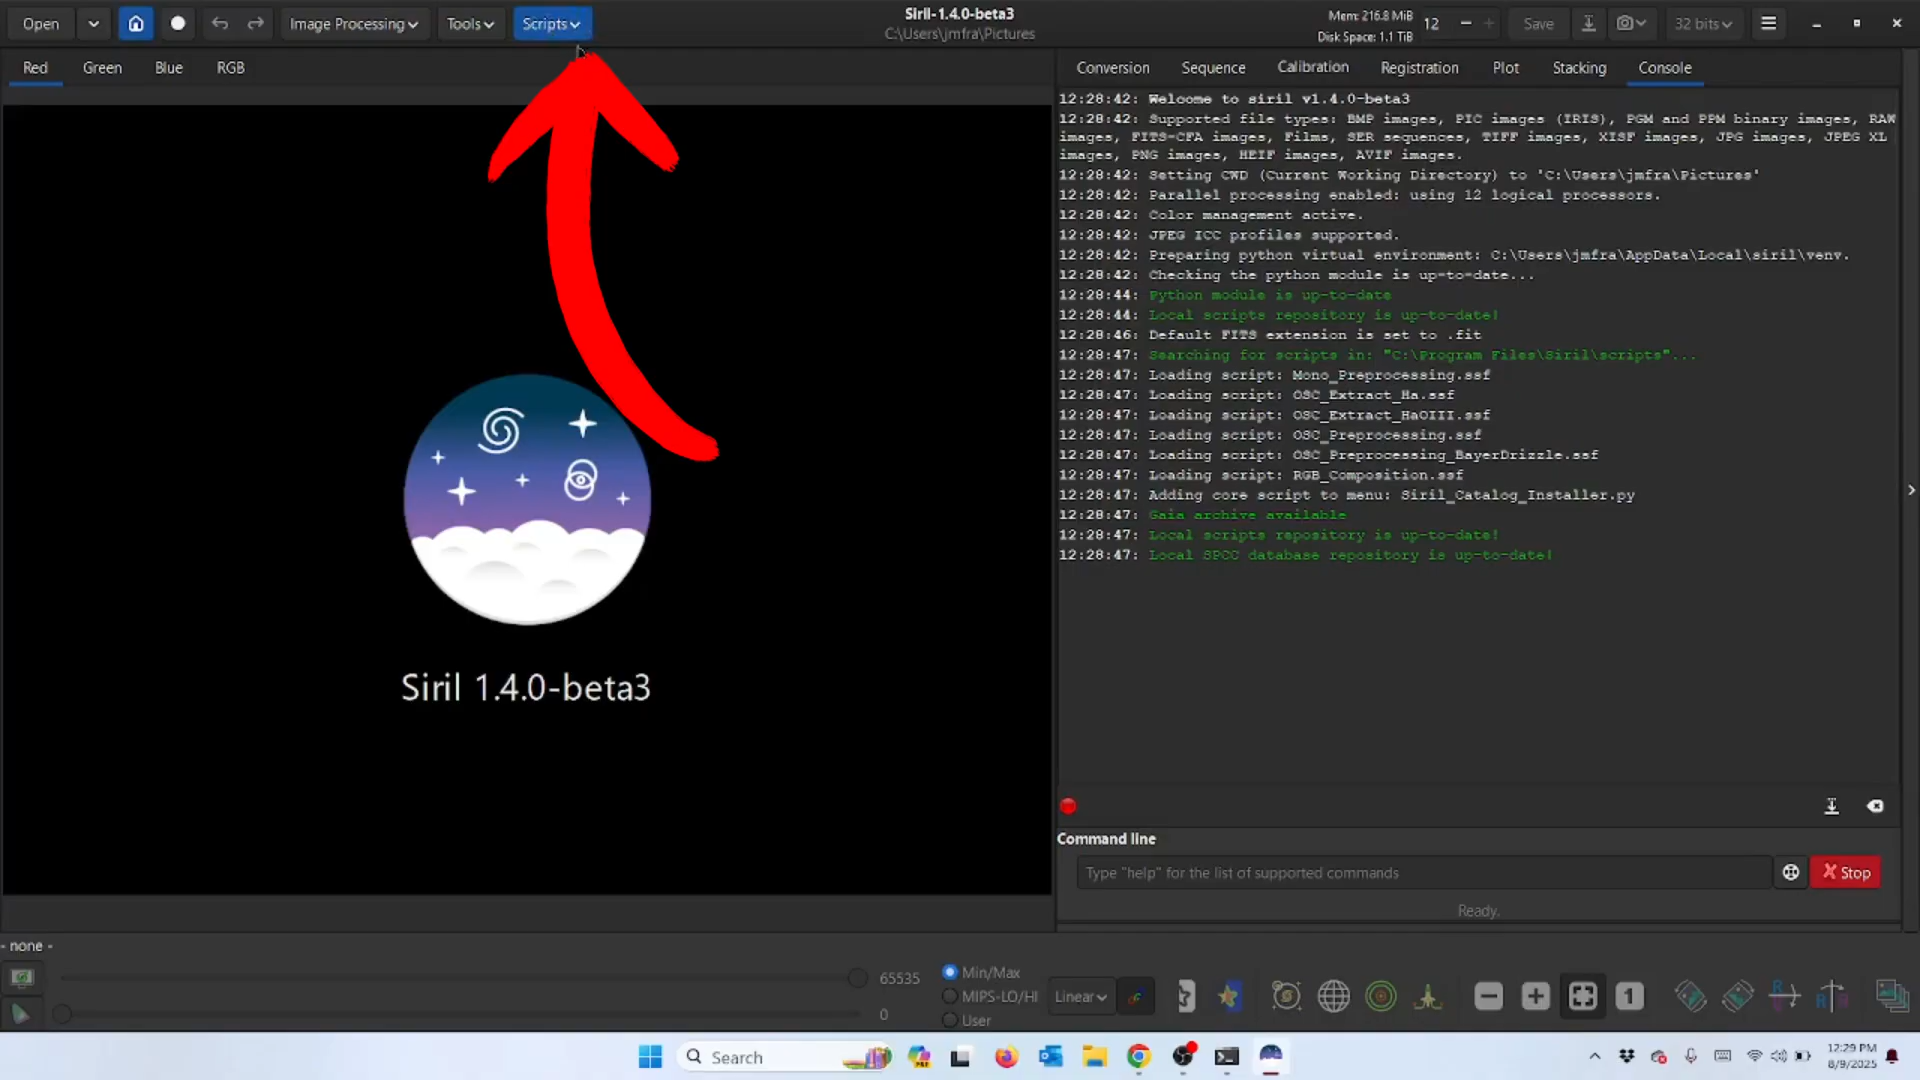 Open
Image Processing
Tools
Scripts
Siril-1.4.0-beta3
C:\Users\jmfra\Pictures
Mem: 216.8 MiB
Disk Space: 1.1 TiB
12
Save
32 bits
Red Green Blue RGB
Conversion Sequence Calibration Registration Plot Stacking Console
12:28:42: Welcome to siril v1.4.0-beta3
12:28:42: Supported file types: BMP images, PIC images (IRIS), PGM and PPM binary images, RAW
images, FITS-CFA images, Films, SER sequences, TIFF images, XISF images, JPG images, JPEG XL
images, PNG images, HEIF images, AVIF images.
12:28:42: Setting CWD (Current Working Directory) to 'C:\Users\jmfra\Pictures'
12:28:42: Parallel processing enabled: using 12 logical processors.
12:28:42: Color management active.
12:28:42: JPEG ICC profiles supported.
12:28:42: Preparing python virtual environment: C:\Users\jmfra\AppData\Local\siril\venv.
12:28:42: Checking the python module is up-to-date...
12:28:44: Python module is up-to-date
12:28:44: Local scripts repository is up-to-date!
12:28:46: Default FITS extension is set to .fit
12:28:47: Searching for scripts in: "C:\Program Files\Siril\scripts"...
12:28:47: Loading script: Mono_Preprocessing.ssf
12:28:47: Loading script: OSC_Extract_Ha.ssf
12:28:47: Loading script: OSC_Extract_HaOIII.ssf
12:28:47: Loading script: OSC_Preprocessing.ssf
12:28:47: Loading script: OSC_Preprocessing_BayerDrizzle.ssf
12:28:47: Loading script: RGB_Composition.ssf
12:28:47: Adding core script to menu: Siril_Catalog_Installer.py
12:28:47: Gaia archive available
12:28:47: Local scripts repository is up-to-date!
12:28:47: Local SPCC database repository is up-to-date!
Siril 1.4.0-beta3
Command line
Type "help" for the list of supported commands
Stop
Ready.
- none -
65535
0
Min/Max
MIPS-LO/HI
User
Linear
1
Search
12:29 PM
8/9/2025